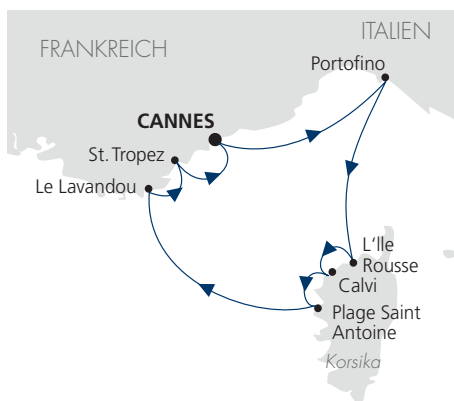 ITALIEN
FRANKREICH
Portofino
CANNES
St. Tropez
Le Lavandou
L'Ile
Rousse
Calvi
Plage Saint
Antoine
Korsika